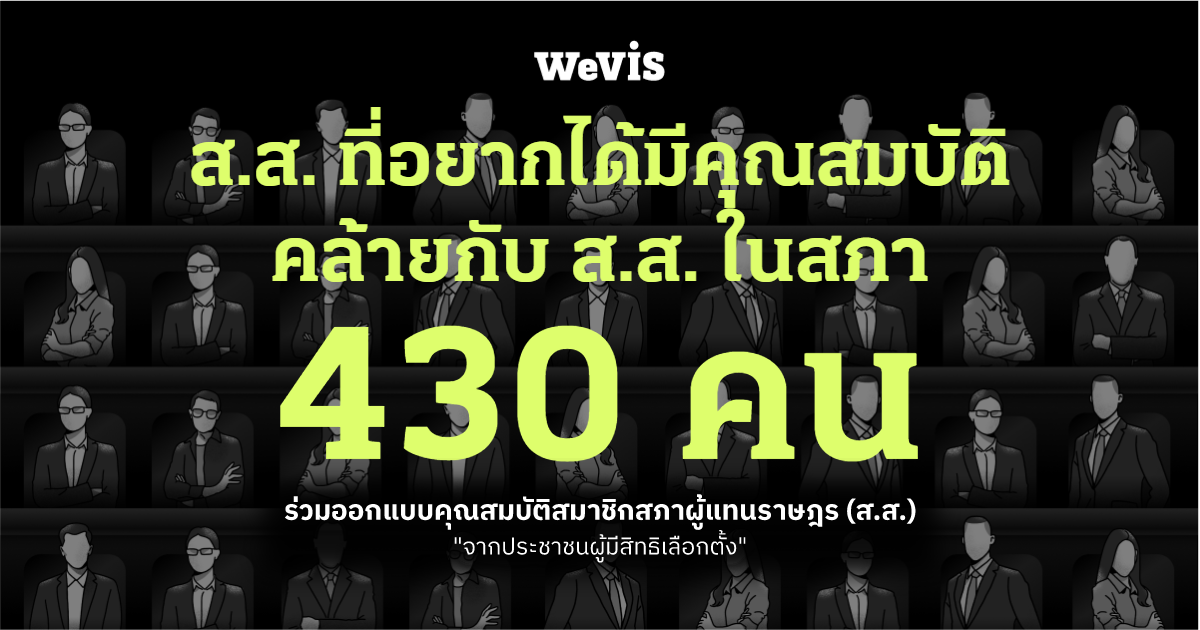 WeVIS
ส.ส. ที่อยากได้มีคุณสมบัติ
คล้ายกับ ส.ส. ในสภา
430 คน
ร่วมออกแบบคุณสมบัติสมาชิกสภาผู้แทนราษฎร (ส.ส.)
"จากประชาชนผู้มีสิทธิเลือกตั้ง"